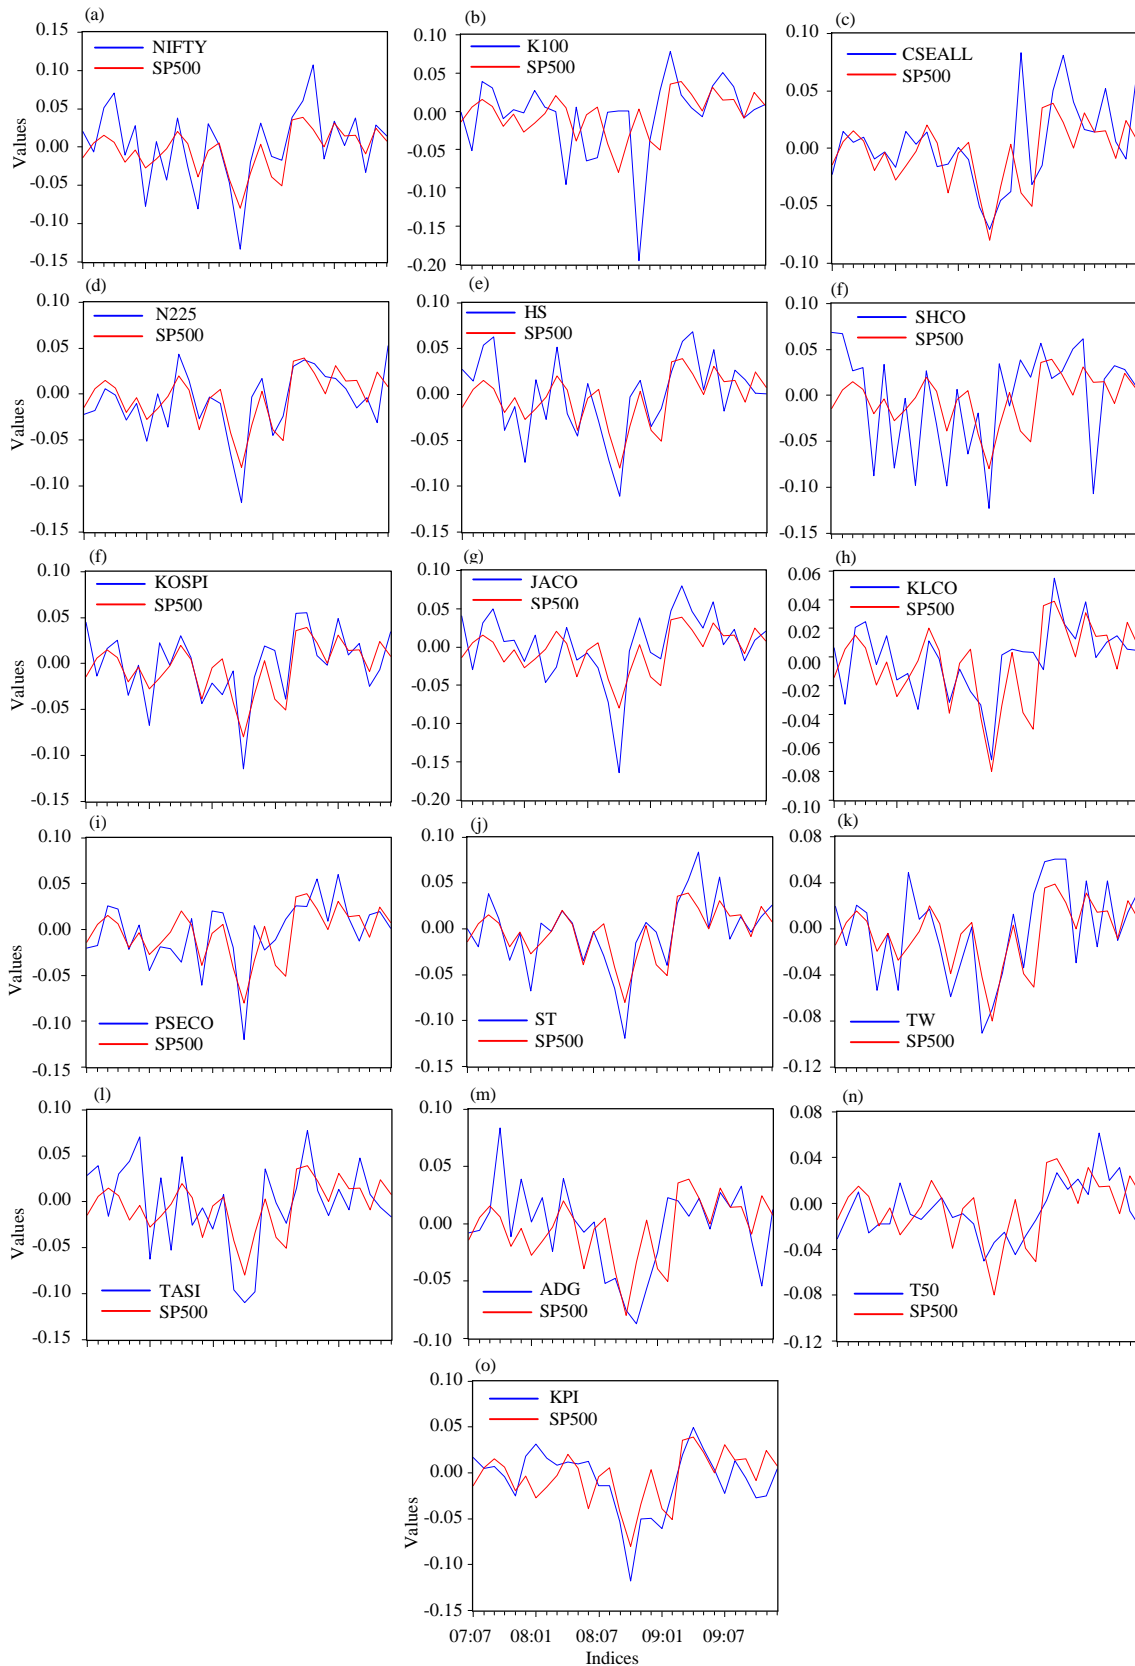 (a)
0.15
0.10
0.05
0.00
-0.05
-0.10
-0.15
Values
NIFTY
SP500
(b)
0.10
0.05
0.00
-0.05
-0.10
-0.15
-0.20
K100
SP500
(c)
0.10
0.05
0.00
-0.05
-0.10
CSEALL
SP500
(d)
0.10
0.05
0.00
-0.05
-0.10
-0.15
Values
N225
SP500
(e)
0.10
0.05
0.00
-0.05
-0.10
-0.15
HS
SP500
(f)
0.10
0.05
0.00
-0.05
-0.10
-0.15
SHCO
SP500
(f)
0.10
0.05
0.00
-0.05
-0.10
-0.15
Values
KOSPI
SP500
(g)
0.10
0.05
0.00
-0.05
-0.10
-0.15
-0.20
JACO
SP500
(h)
0.06
0.04
0.02
0.00
-0.02
-0.04
-0.06
-0.08
-0.10
KLCO
SP500
(i)
0.10
0.05
0.00
-0.05
-0.10
-0.15
Values
PSECO
SP500
(j)
0.10
0.05
0.00
-0.05
-0.10
-0.15
ST
SP500
(k)
0.08
0.04
0.00
-0.04
-0.08
-0.12
TW
SP500
(l)
0.10
0.05
0.00
-0.05
-0.10
-0.15
Values
TASI
SP500
(m)
0.10
0.05
0.00
-0.05
-0.10
ADG
SP500
(n)
0.08
0.04
0.00
-0.04
-0.08
-0.12
T50
SP500
(o)
0.10
0.05
0.00
-0.05
-0.10
-0.15
Values
KPI
SP500
07:07 08:01 08:07 09:01 09:07
Indices